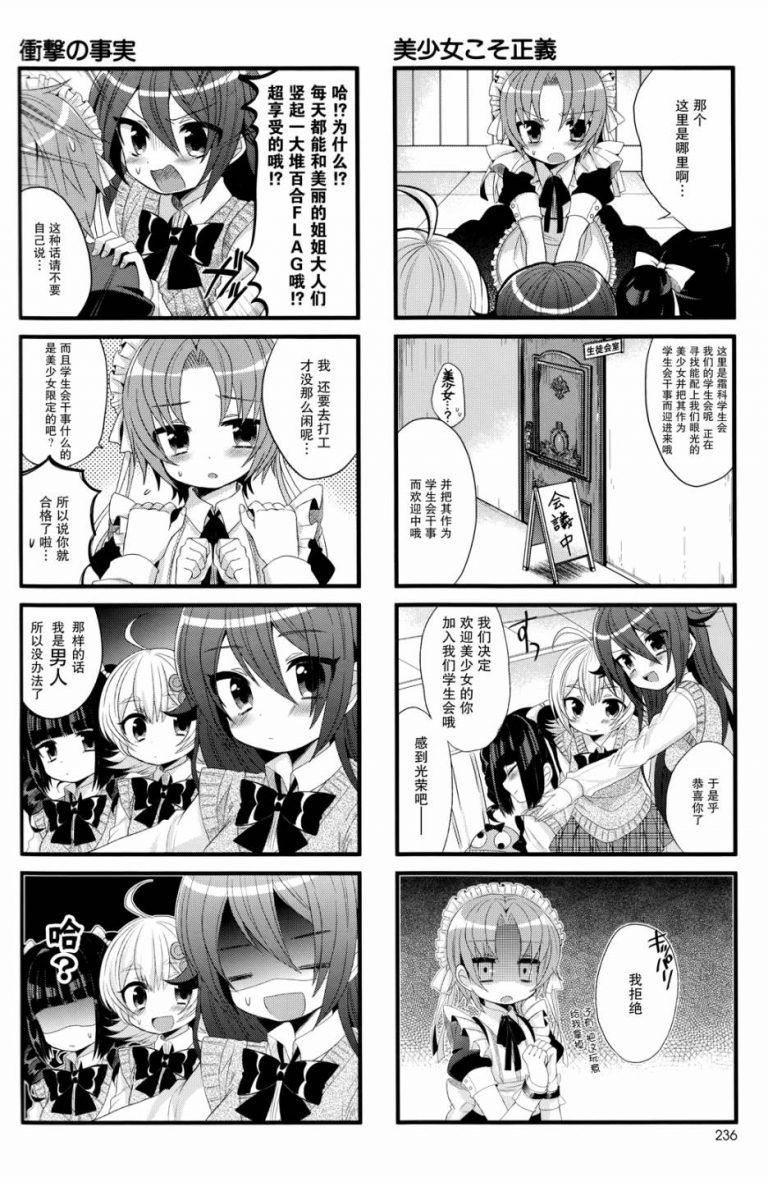 美少女こそ正義
那个
这里是哪里啊…
生徒会室
这里是霜科学生会
我们的学生会呢 正在
寻找能配上我们眼光的
美少女并把其作为
学生会干事而迎进来哦
美少女…?
会議中
并把其作为
学生会干事
而欢迎中哦
我们决定
欢迎美少女的你
加入我们学生会哦
感到光荣吧——
于是乎
恭喜你了
我拒绝
给我拿掉
衝撃の事実
哈!?为什么!?
每天都能和美丽的姐姐大人们
竖起一大堆百合FLAG哦!?
超享受的哦!?
这种话请不要
自己说…
我 还要去打工
才没那么闲呢…
而且学生会干事什么的
是美少女限定的吧?
所以说你就
合格了啦…
那样的话
我是男人
所以没办法了
哈?
236